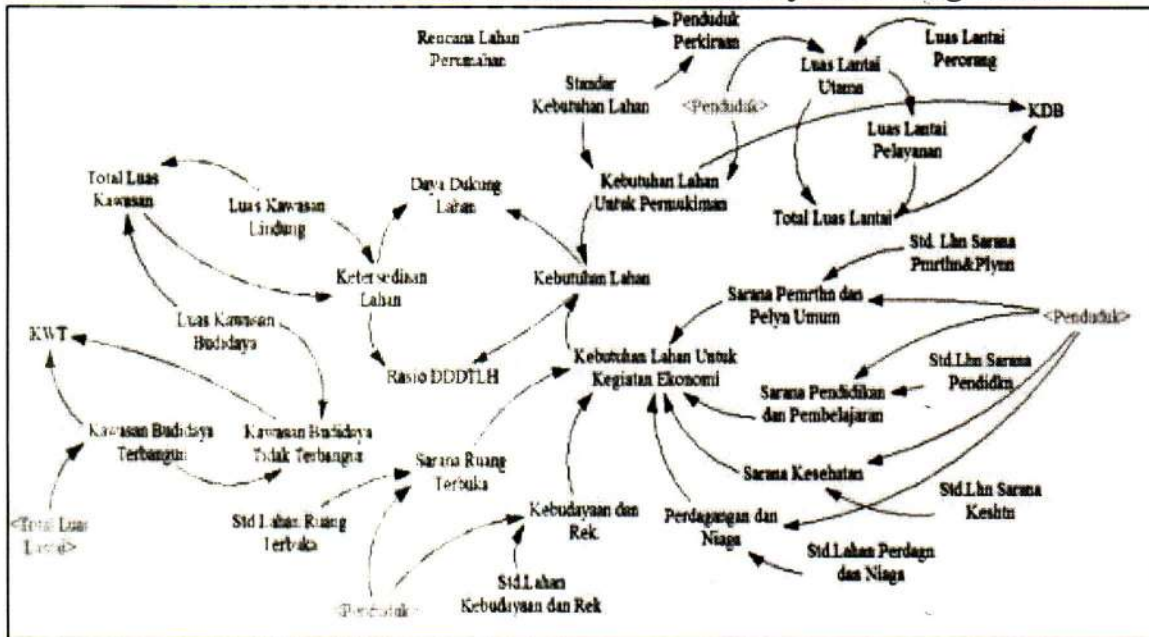 Penduduk
Perkiraan
Rencana Lahan
Perumahan
Luas Lantai
Perorang
Luas Lantai
Utama
Standar
Kebutuhan Lahan
<Penduduk>
KDB
Luas Lantai
Pelayanan
Total Luas
Kawasan
Daya Dukung
Lahan
Kebutuhan Lahan
Untuk Permukiman
Luas Kawasan
Lindung
Total Luas Lantai
Std. Lhn Sarana
Pmrthn&Plynn
Ketersediaan
Lahan
Kebutuhan Lahan
Sarana Pemrthn dan
Pelyn Umum
<Penduduk>
Luas Kawasan
Budidaya
KWT
Rasio DDDTLH
Kebutuhan Lahan Untuk
Kegiatan Ekonomi
Std.Lhn Sarana
Pendidkn
Sarana Pendidikan
dan Pembelajaran
Kawasan Budidaya
Terbangun
Kawasan Budidaya
Tidak Terbangun
Sarana Ruang
Terbuka
Sarana Kesehatan
Std.Lhn Sarana
Keshtn
<Total Luas
Lantai>
Std Lahan Ruang
Terbuka
Kebudayaan dan
Rek.
Perdagangan dan
Niaga
Std.Lahan Perdagn
dan Niaga
Std.Lahan
Kebudayaan dan Rek
<Penduduk>